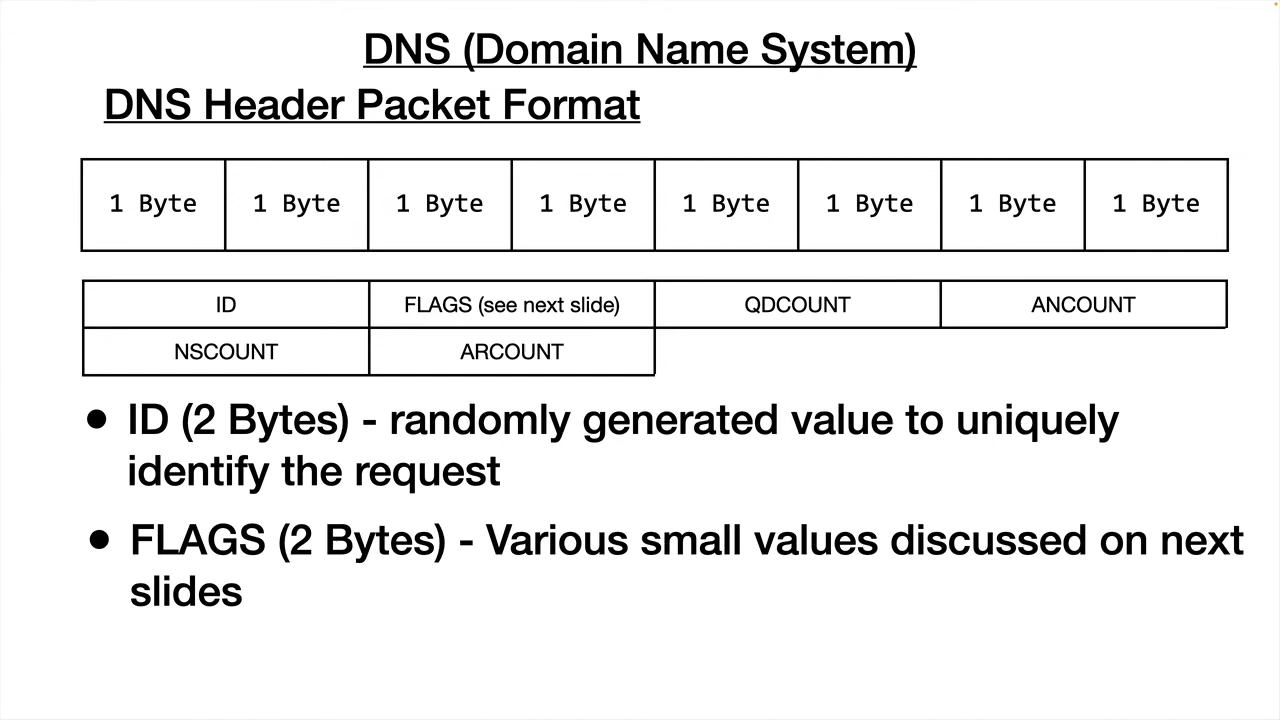 DNS (Domain Name System)
DNS Header Packet Format
1 Byte 1 Byte 1 Byte 1 Byte 1 Byte 1 Byte 1 Byte 1 Byte
ID FLAGS (see next slide) QDCOUNT ANCOUNT
NSCOUNT ARCOUNT
• ID (2 Bytes) - randomly generated value to uniquely
identify the request
• FLAGS (2 Bytes) - Various small values discussed on next
slides